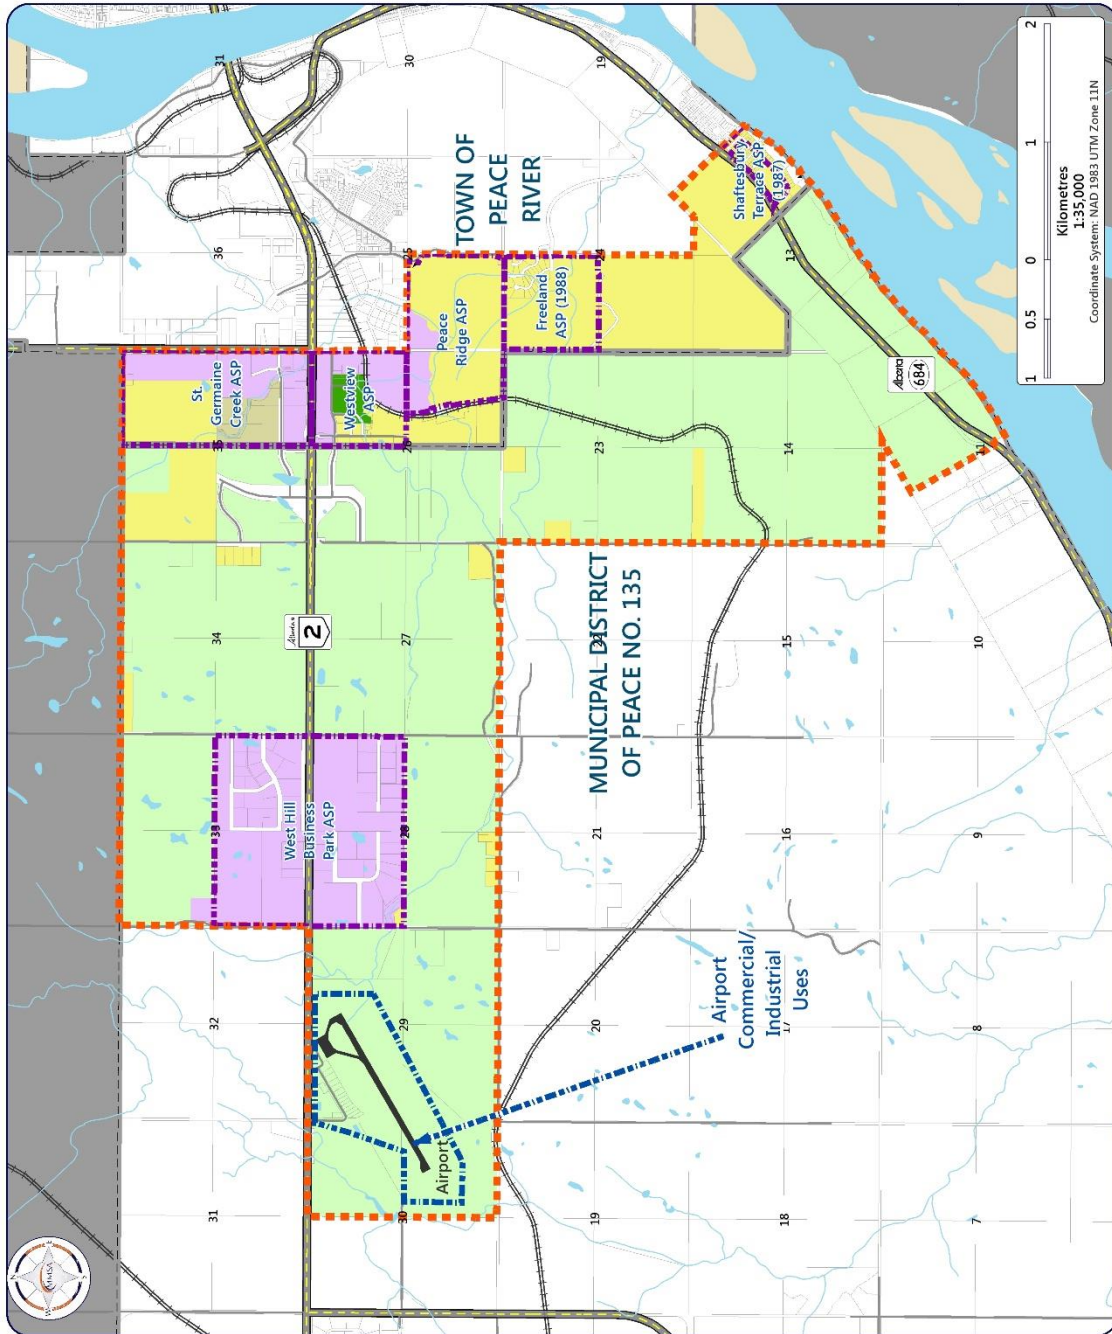 TOWN OF
PEACE
RIVER
MUNICIPAL DISTRICT
OF PEACE NO. 135
St.
Germaine
Creek ASP
Westview
ASP
Peace
Ridge ASP
Freeland
ASP (1988)
Shaftesbury
Terrace ASP
(1987)
West Hill
Business
Park ASP
Airport
Airport
Commercial/
Industrial
Uses
Alberta
2
Alberta
684
31
32
33
34
35
36
31
30
29
28
27
26
25
30
19
20
21
22
23
24
19
18
17
16
15
14
13
7
8
9
10
11
MMSA
N
E
S
W
1
0.5
0
1
2
Kilometres
1:35,000
Coordinate System: NAD 1983 UTM Zone 11N